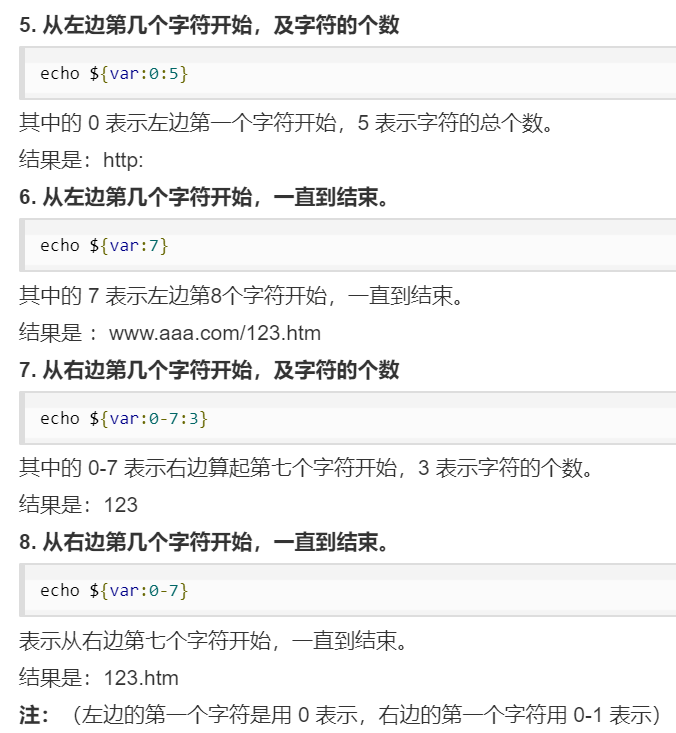 5. 从左边第几个字符开始，及字符的个数
echo ${var:0:5}
其中的 0 表示左边第一个字符开始，5 表示字符的总个数。
结果是：http:
6. 从左边第几个字符开始，一直到结束。
echo ${var:7}
其中的 7 表示左边第8个字符开始，一直到结束。
结果是 ：www.aaa.com/123.htm
7. 从右边第几个字符开始，及字符的个数
echo ${var:0-7:3}
其中的 0-7 表示右边算起第七个字符开始，3 表示字符的个数。
结果是：123
8. 从右边第几个字符开始，一直到结束。
echo ${var:0-7}
表示从右边第七个字符开始，一直到结束。
结果是：123.htm
注：（左边的第一个字符是用 0 表示，右边的第一个字符用 0-1 表示）